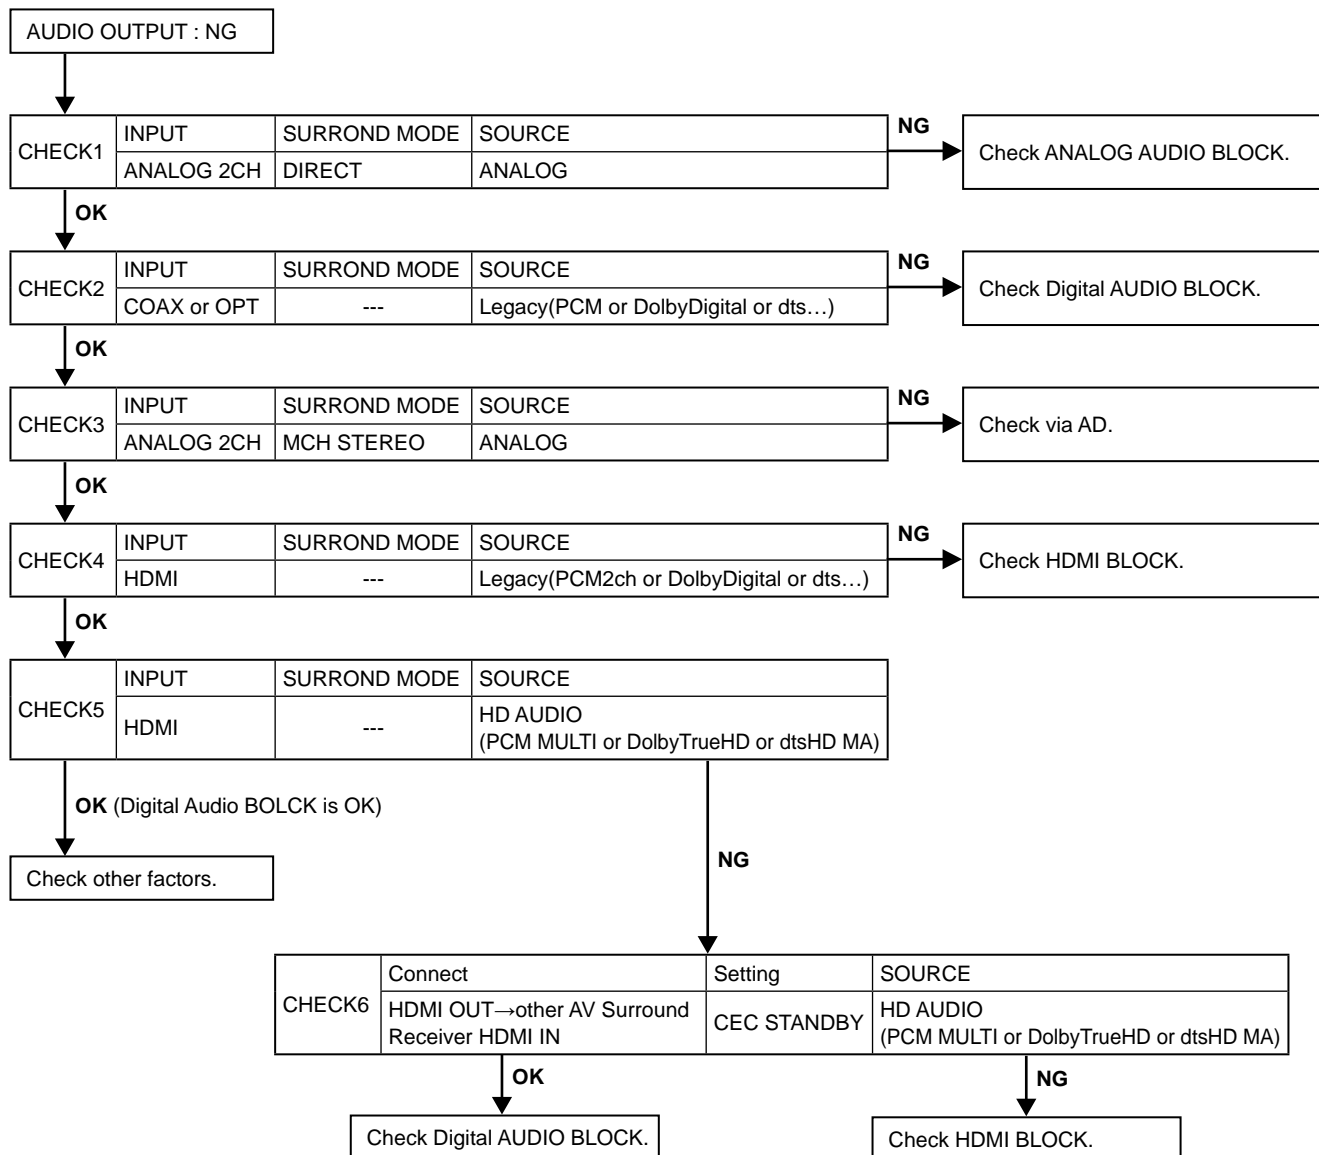 AUDIO OUTPUT : NG
CHECK1
INPUT SURROND MODE SOURCE
ANALOG 2CH DIRECT ANALOG
NG
Check ANALOG AUDIO BLOCK.
OK
CHECK2
INPUT SURROND MODE SOURCE
COAX or OPT --- Legacy(PCM or DolbyDigital or dts…)
NG
Check Digital AUDIO BLOCK.
OK
CHECK3
INPUT SURROND MODE SOURCE
ANALOG 2CH MCH STEREO ANALOG
NG
Check via AD.
OK
CHECK4
INPUT SURROND MODE SOURCE
HDMI --- Legacy(PCM2ch or DolbyDigital or dts…)
NG
Check HDMI BLOCK.
OK
CHECK5
INPUT SURROND MODE SOURCE
HDMI --- HD AUDIO
(PCM MULTI or DolbyTrueHD or dtsHD MA)
OK (Digital Audio BOLCK is OK)
Check other factors.
NG
CHECK6
Connect Setting SOURCE
HDMI OUT→other AV Surround
Receiver HDMI IN
CEC STANDBY
HD AUDIO
(PCM MULTI or DolbyTrueHD or dtsHD MA)
OK
Check Digital AUDIO BLOCK.
NG
Check HDMI BLOCK.